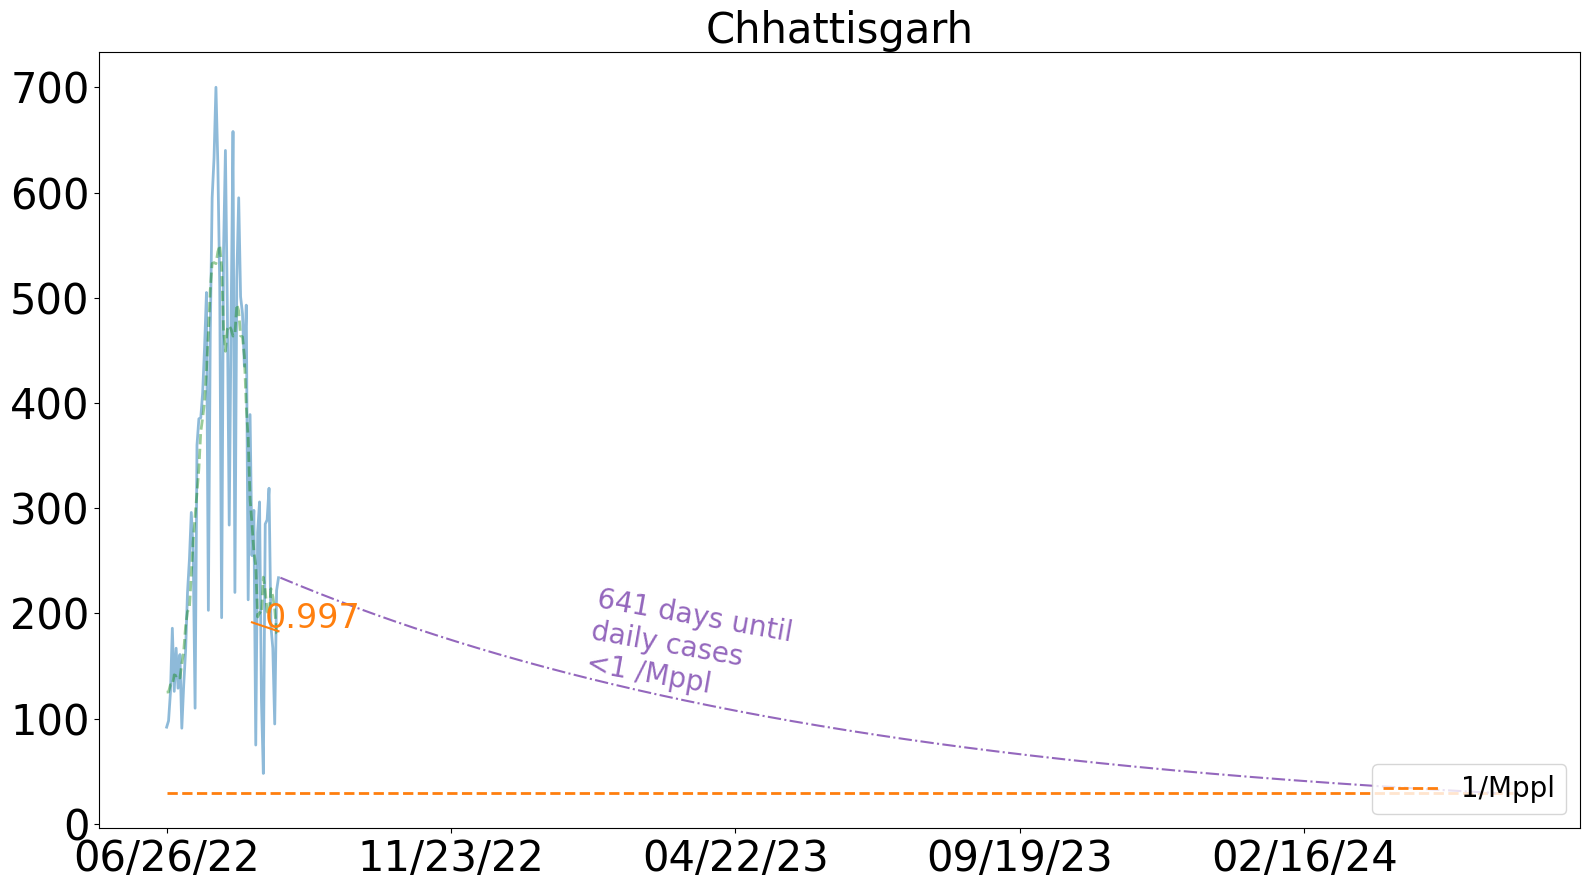 Chhattisgarh
700
600
500
400
300
200
100
0
0.997
641 days until
daily cases
<1 /Mppl
1/Mppl
06/26/22
11/23/22
04/22/23
09/19/23
02/16/24